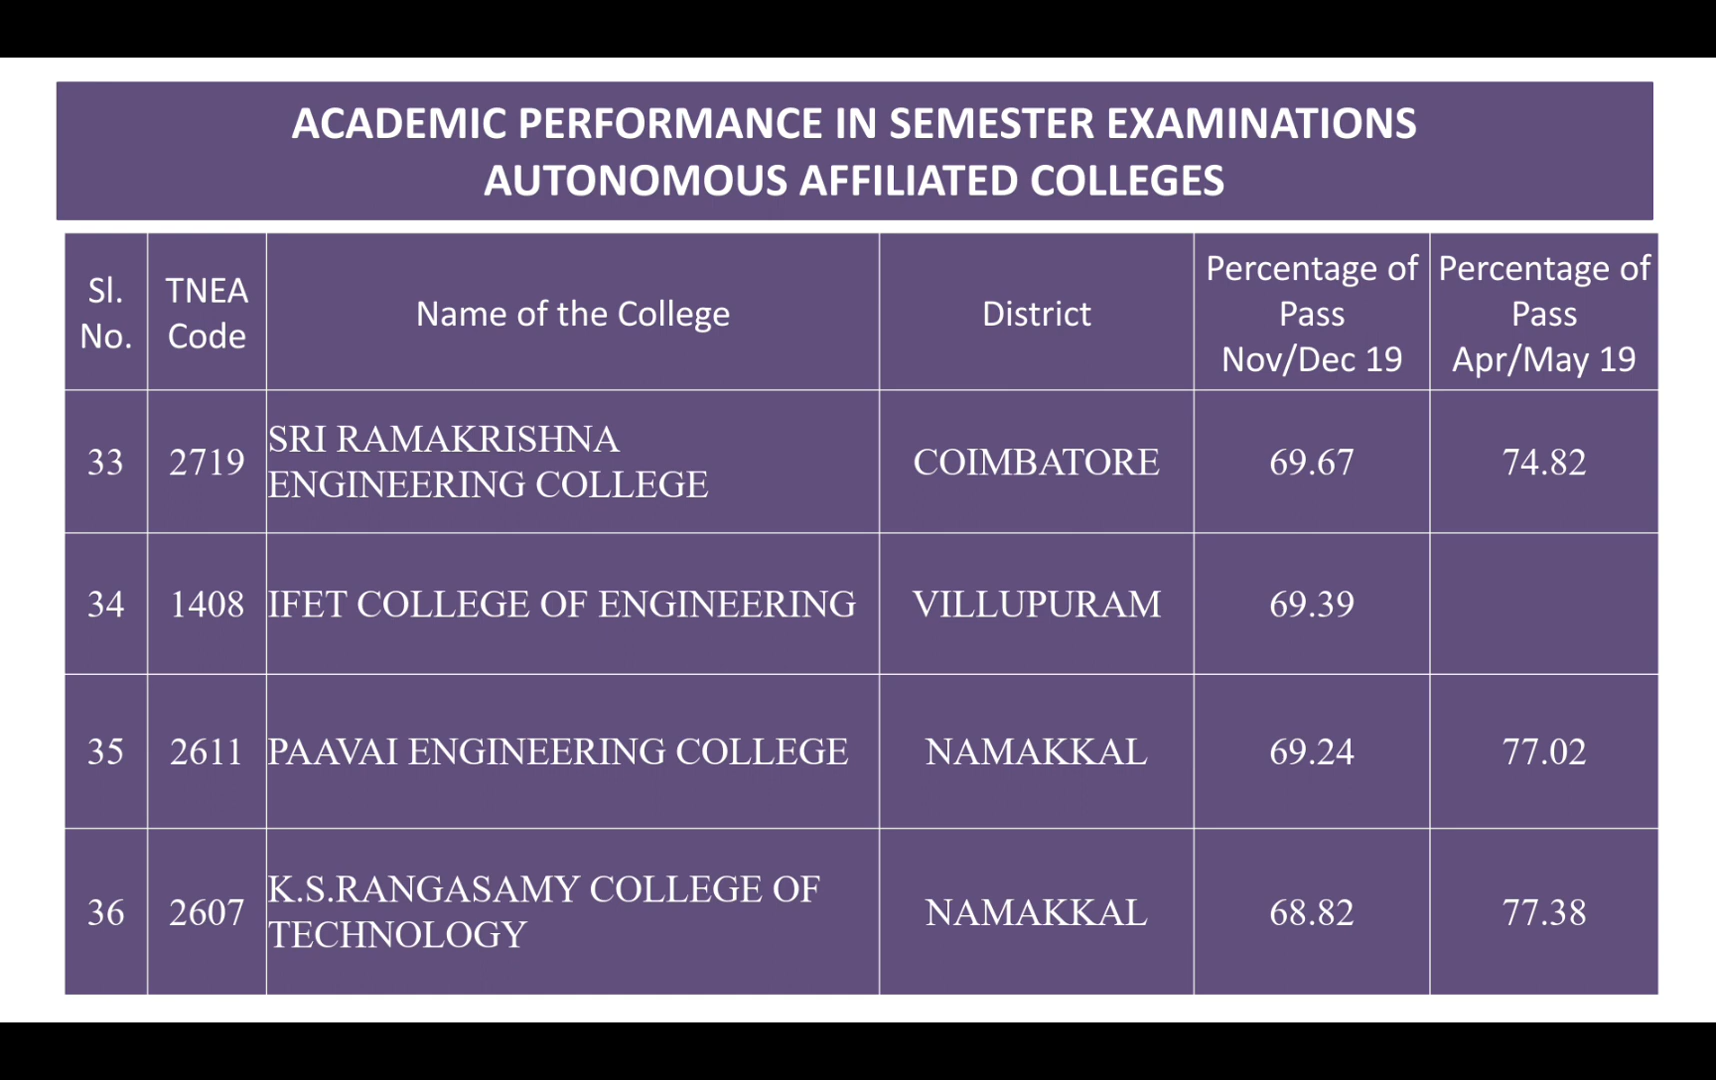 ACADEMIC PERFORMANCE IN SEMESTER EXAMINATIONS
AUTONOMOUS AFFILIATED COLLEGES
Sl. No. TNEA Code Name of the College District Percentage of Pass Nov/Dec 19 Percentage of Pass Apr/May 19
33 2719 SRI RAMAKRISHNA ENGINEERING COLLEGE COIMBATORE 69.67 74.82
34 1408 IFET COLLEGE OF ENGINEERING VILLUPURAM 69.39
35 2611 PAAVAI ENGINEERING COLLEGE NAMAKKAL 69.24 77.02
36 2607 K.S.RANGASAMY COLLEGE OF TECHNOLOGY NAMAKKAL 68.82 77.38